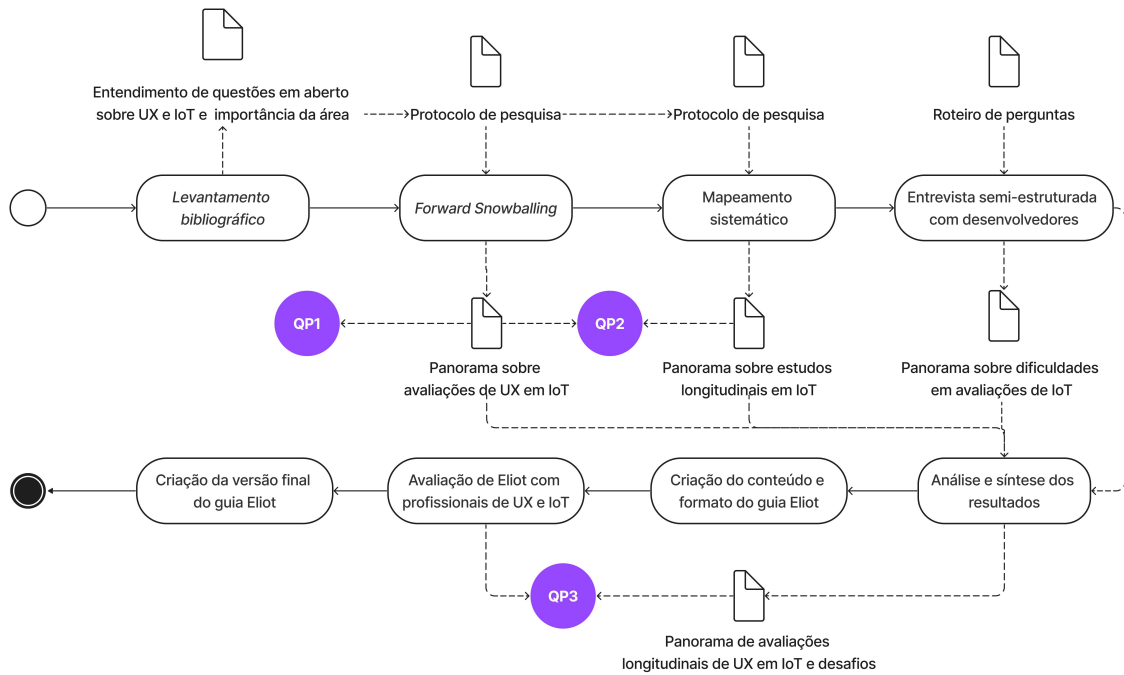 Entendimento de questões em aberto
sobre UX e IoT e importância da área
Protocolo de pesquisa
Protocolo de pesquisa
Roteiro de perguntas
Levantamento
bibliográfico
Forward Snowballing
Mapeamento
sistemático
Entrevista semi-estruturada
com desenvolvedores
QP1
QP2
Panorama sobre
avaliações de UX em IoT
Panorama sobre estudos
longitudinais em IoT
Panorama sobre dificuldades
em avaliações de IoT
Criação da versão final
do guia Eliot
Avaliação de Eliot com
profissionais de UX e IoT
Criação do conteúdo e
formato do guia Eliot
Análise e síntese dos
resultados
QP3
Panorama de avaliações
longitudinais de UX em IoT e desafios